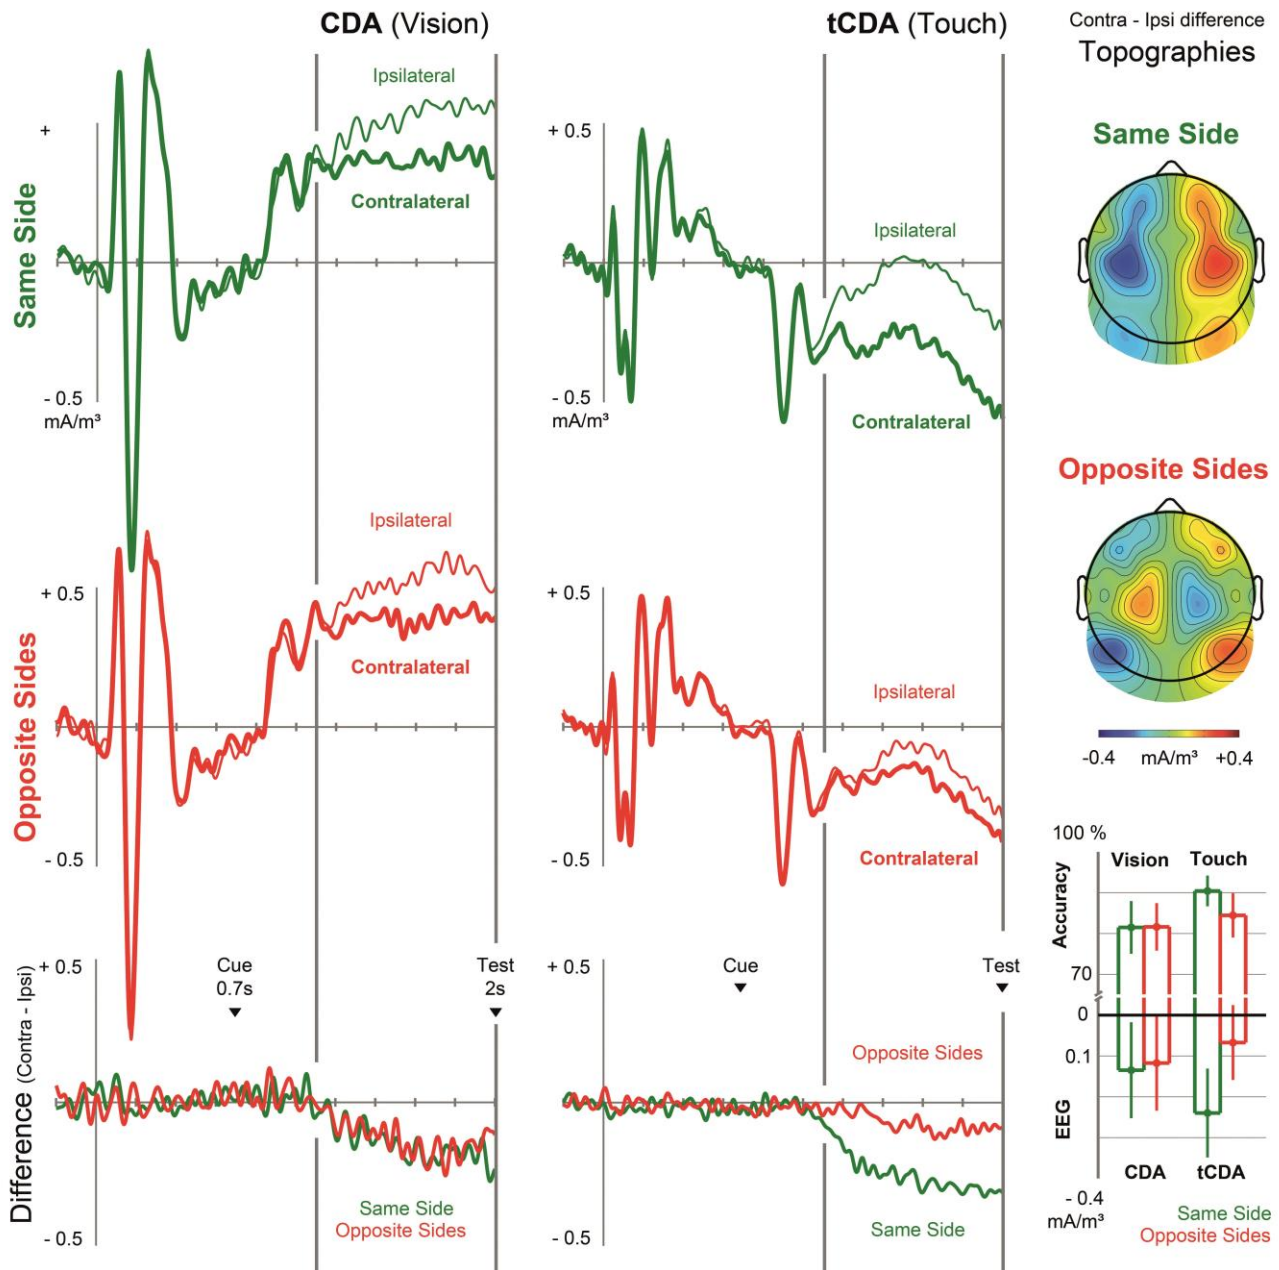 CDA (Vision)
tCDA (Touch)
Contra - Ipsi difference
Topographies
Same Side
+
Ipsilateral
Contralateral
- 0.5
mA/m³
+ 0.5
Ipsilateral
Contralateral
- 0.5
mA/m³
Same Side
Opposite Sides
+ 0.5
Ipsilateral
Contralateral
- 0.5
+ 0.5
Ipsilateral
Contralateral
- 0.5
Opposite Sides
-0.4 mA/m³ +0.4
Difference (Contra - Ipsi)
+ 0.5
Cue
0.7s
Test
2s
Same Side
Opposite Sides
- 0.5
+ 0.5
Cue
Test
Opposite Sides
Same Side
- 0.5
100 %
Accuracy
Vision Touch
70
0
0.1
EEG
CDA tCDA
- 0.4
mA/m³
Same Side
Opposite Sides